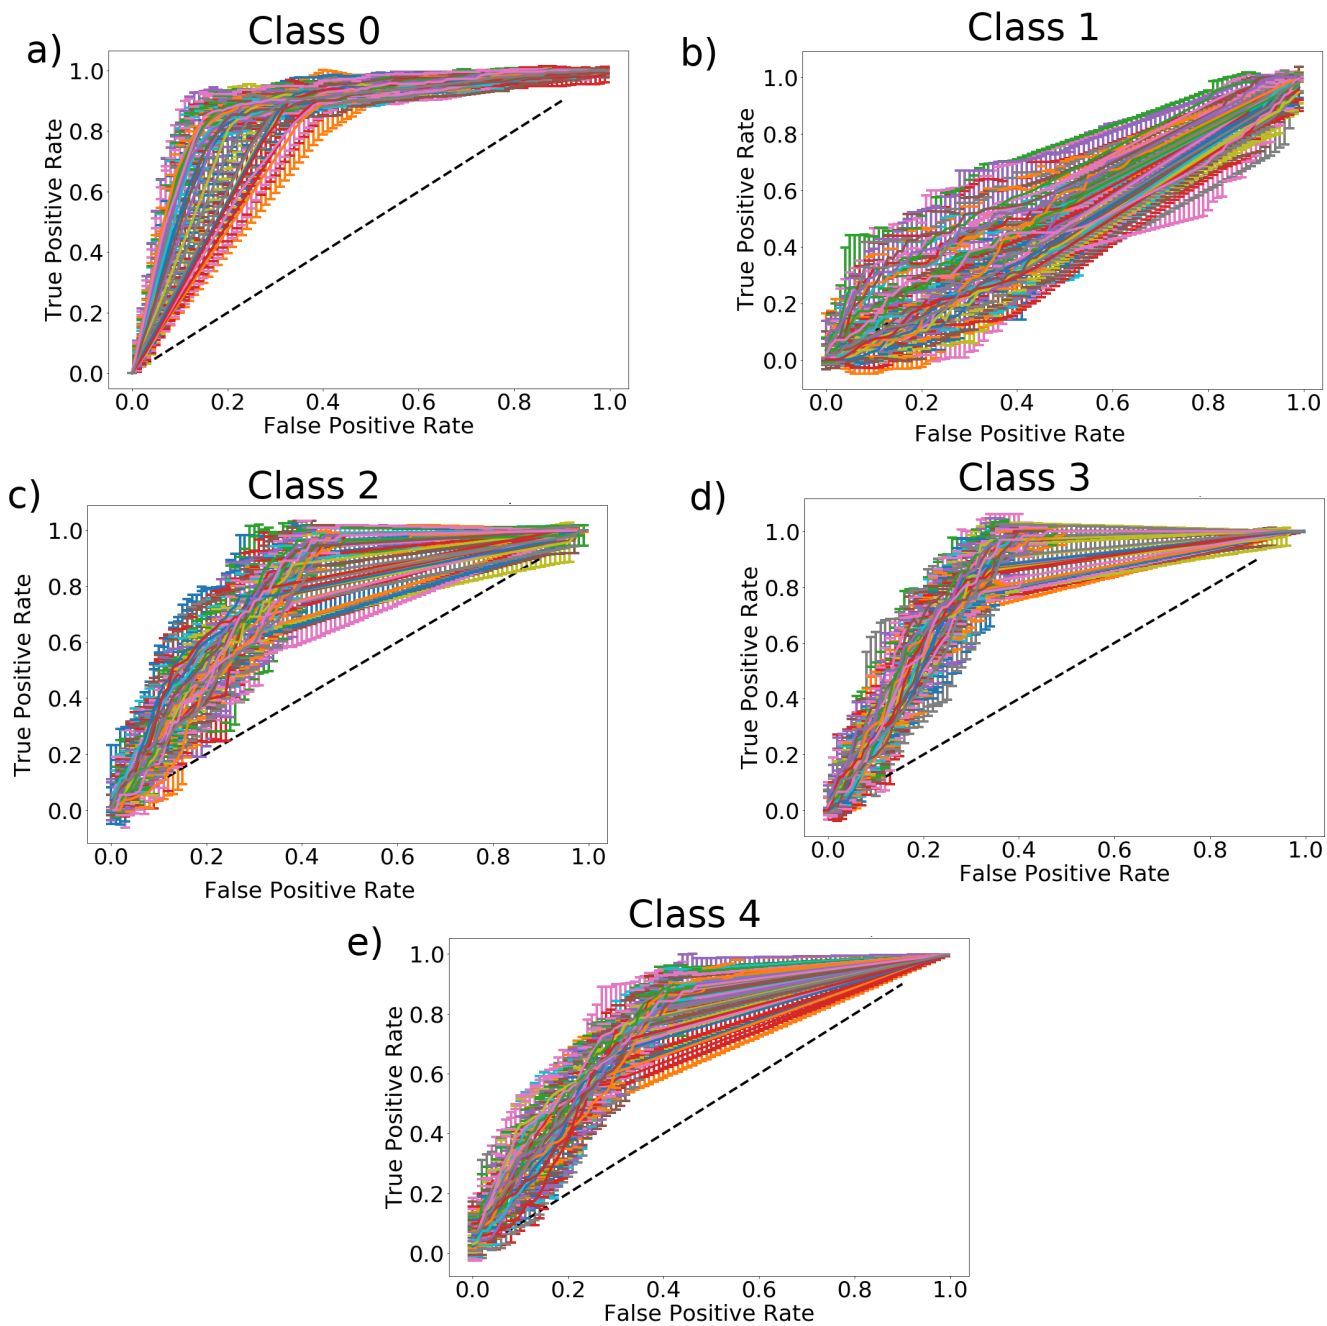 a)
Class 0
True Positive Rate
1.0
0.8
0.6
0.4
0.2
0.0
0.0 0.2 0.4 0.6 0.8 1.0
False Positive Rate
b)
Class 1
True Positive Rate
1.0
0.8
0.6
0.4
0.2
0.0
0.0 0.2 0.4 0.6 0.8 1.0
False Positive Rate
c)
Class 2
True Positive Rate
1.0
0.8
0.6
0.4
0.2
0.0
0.0 0.2 0.4 0.6 0.8 1.0
False Positive Rate
d)
Class 3
True Positive Rate
1.0
0.8
0.6
0.4
0.2
0.0
0.0 0.2 0.4 0.6 0.8 1.0
False Positive Rate
e)
Class 4
True Positive Rate
1.0
0.8
0.6
0.4
0.2
0.0
0.0 0.2 0.4 0.6 0.8 1.0
False Positive Rate